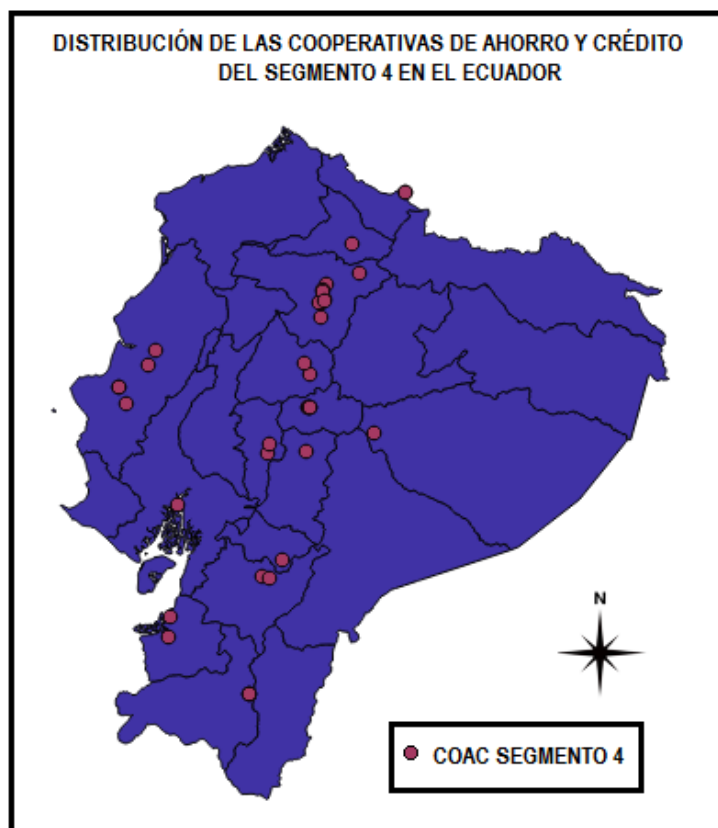 DISTRIBUCIÓN DE LAS COOPERATIVAS DE AHORRO Y CRÉDITO
DEL SEGMENTO 4 EN EL ECUADOR
N
COAC SEGMENTO 4